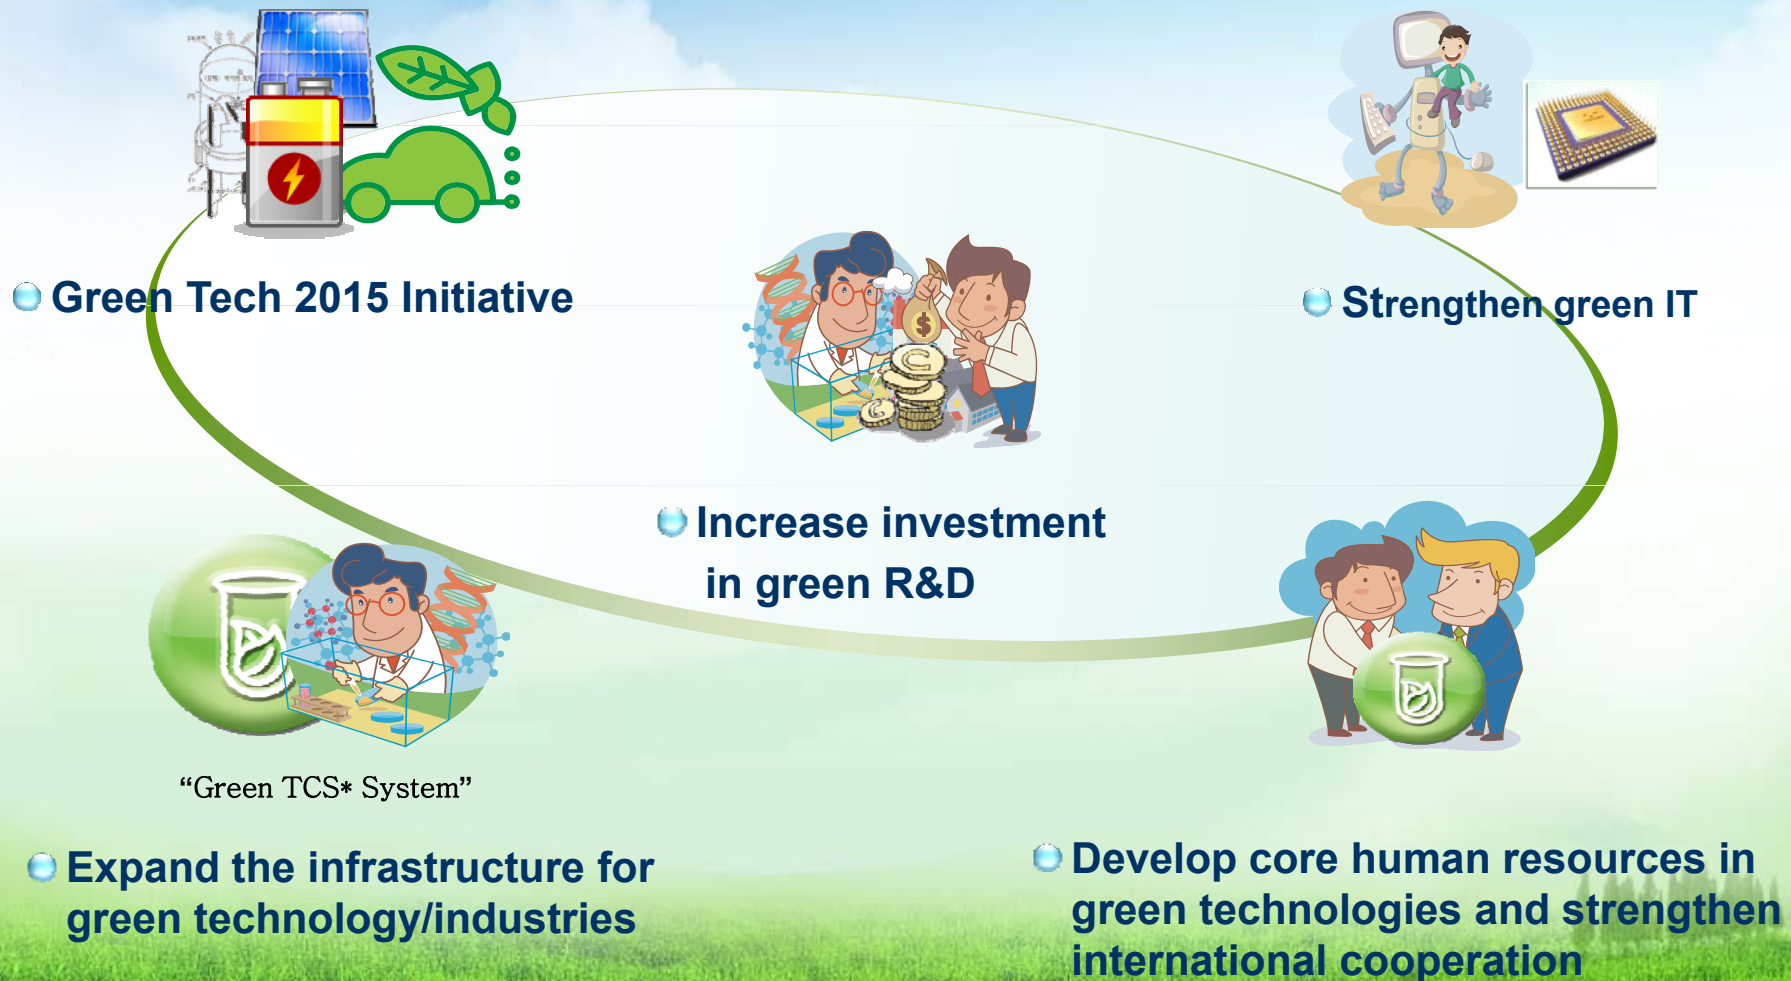 Green Tech 2015 Initiative
Strengthen green IT
Increase investment
in green R&D
“Green TCS* System”
Expand the infrastructure for
green technology/industries
Develop core human resources in
green technologies and strengthen
international cooperation